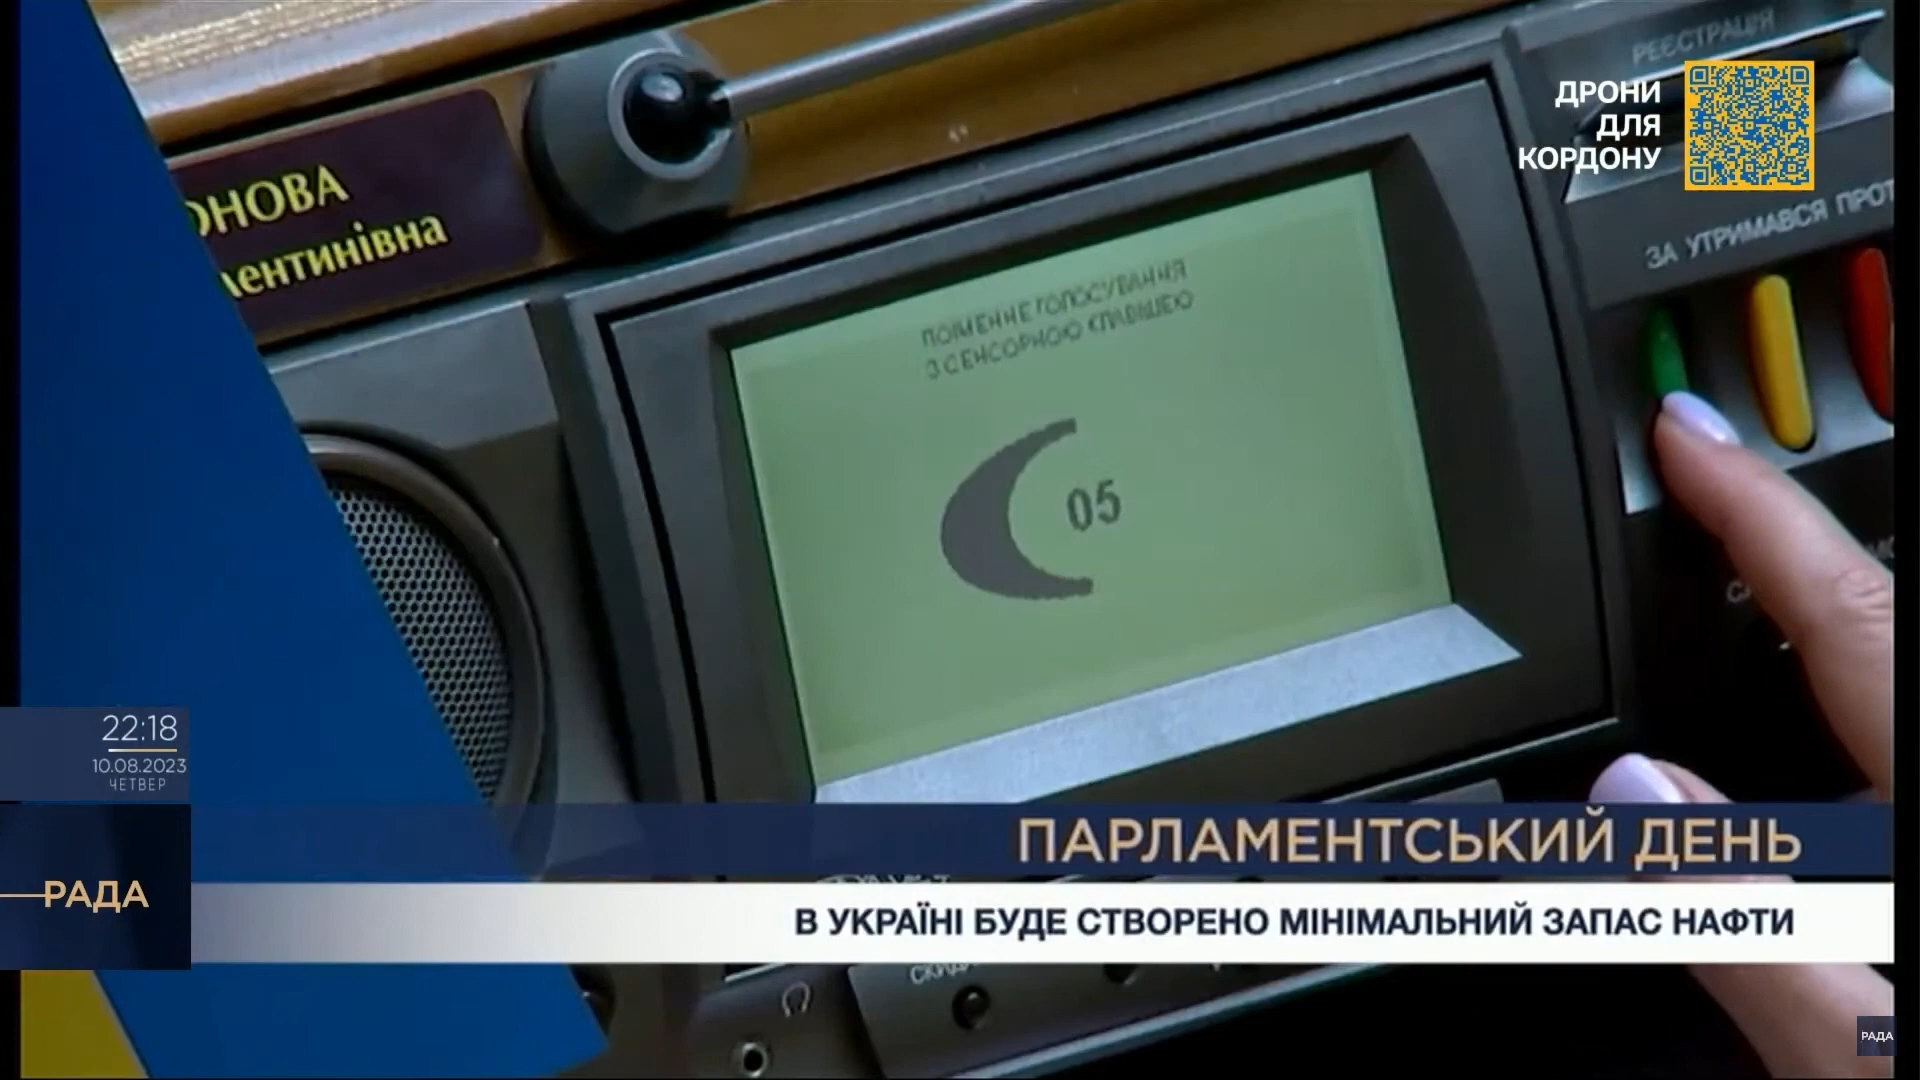 РЕЄСТРАЦІЯ
ДРОНИ
ДЛЯ
КОРДОНУ
ОНОВА
лентинівна
ЗА УТРИМАВСЯ ПРОТ
ПОІМЕННЕ ГОЛОСУВАННЯ
З СЕНСОРНОЮ КЛАВІШЕЮ
05
22:18
10.08.2023
ЧЕТВЕР
ПАРЛАМЕНТСЬКИЙ ДЕНЬ
РАДА
В УКРАЇНІ БУДЕ СТВОРЕНО МІНІМАЛЬНИЙ ЗАПАС НАФТИ
РАДА